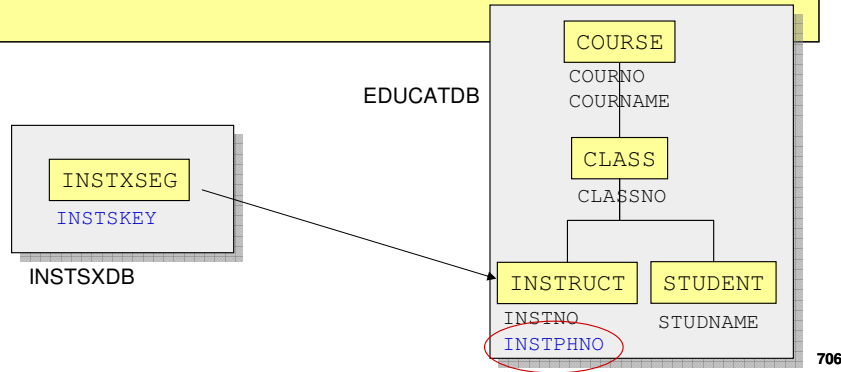 COURSE
COURNO
COURNAME
EDUCATDB
CLASS
CLASSNO
INSTXSEG
INSTSKEY
INSTSXDB
INSTRUCT
STUDENT
INSTNO
STUDNAME
INSTPHNO
706